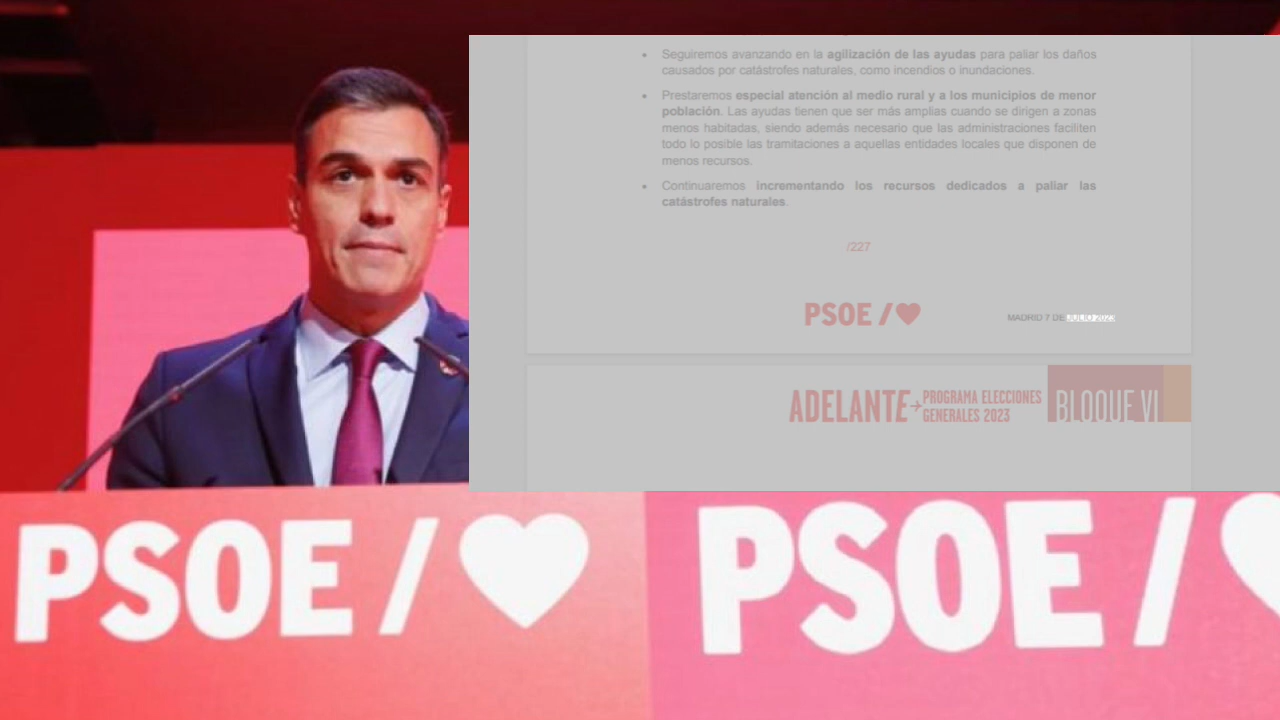 • Seguiremos avanzando en la agilización de las ayudas para paliar los daños
causados por catástrofes naturales, como incendios o inundaciones.
• Prestaremos especial atención al medio rural y a los municipios de menor
población. Las ayudas tienen que ser más amplias cuando se dirigen a zonas
menos habitadas, siendo además necesario que las administraciones faciliten
todo lo posible las tramitaciones a aquellas entidades locales que disponen de
menos recursos.
• Continuaremos incrementando los recursos dedicados a paliar las
catástrofes naturales.
/227
PSOE /
MADRID 7 DE JULIO 2023
ADELANTE
PROGRAMA ELECCIONES
GENERALES 2023
BLOQUE VI
PSOE /
PSOE /